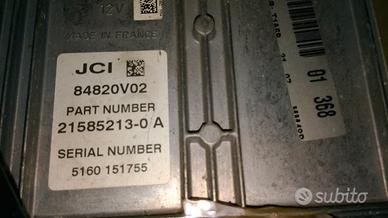 12V
MADE IN FRANCE
JCI
84820V02
PART NUMBER
21585213-0 A
SERIAL NUMBER
5160 151755
01 368
subito